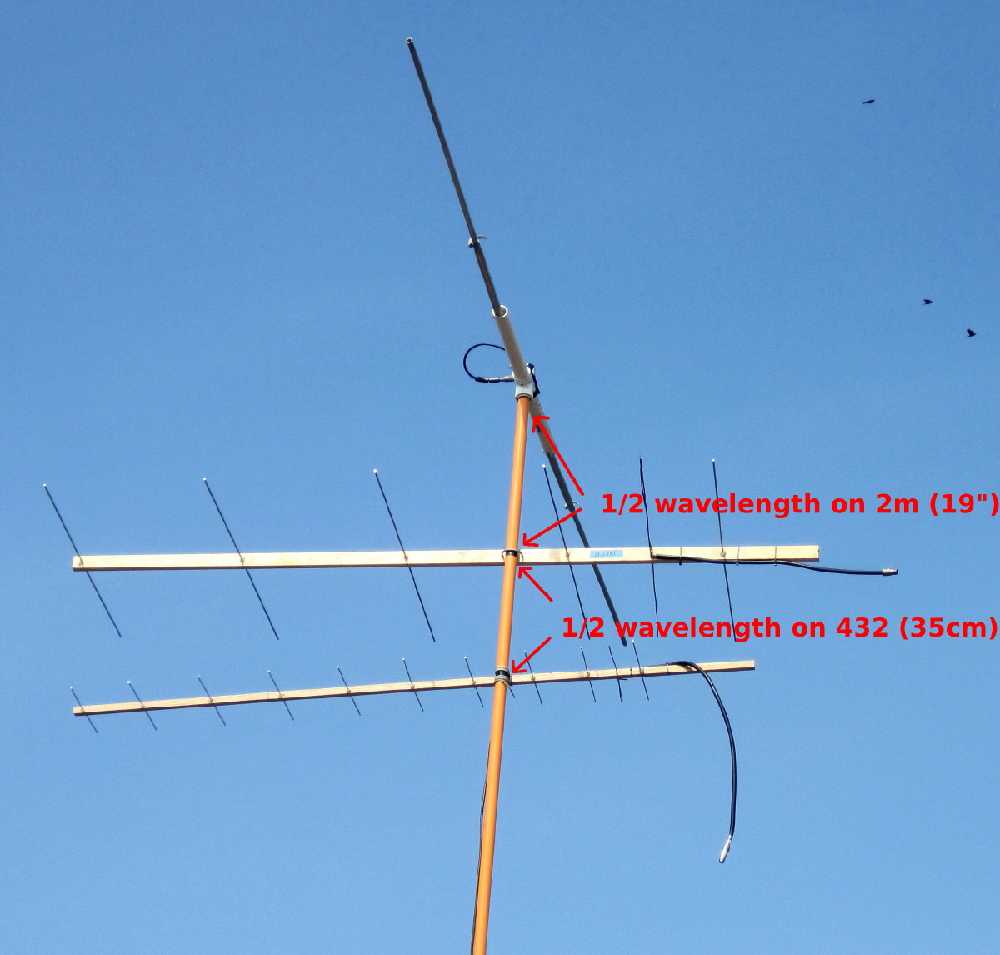 1/2 wavelength on 2m (19")
1/2 wavelength on 432 (35cm)